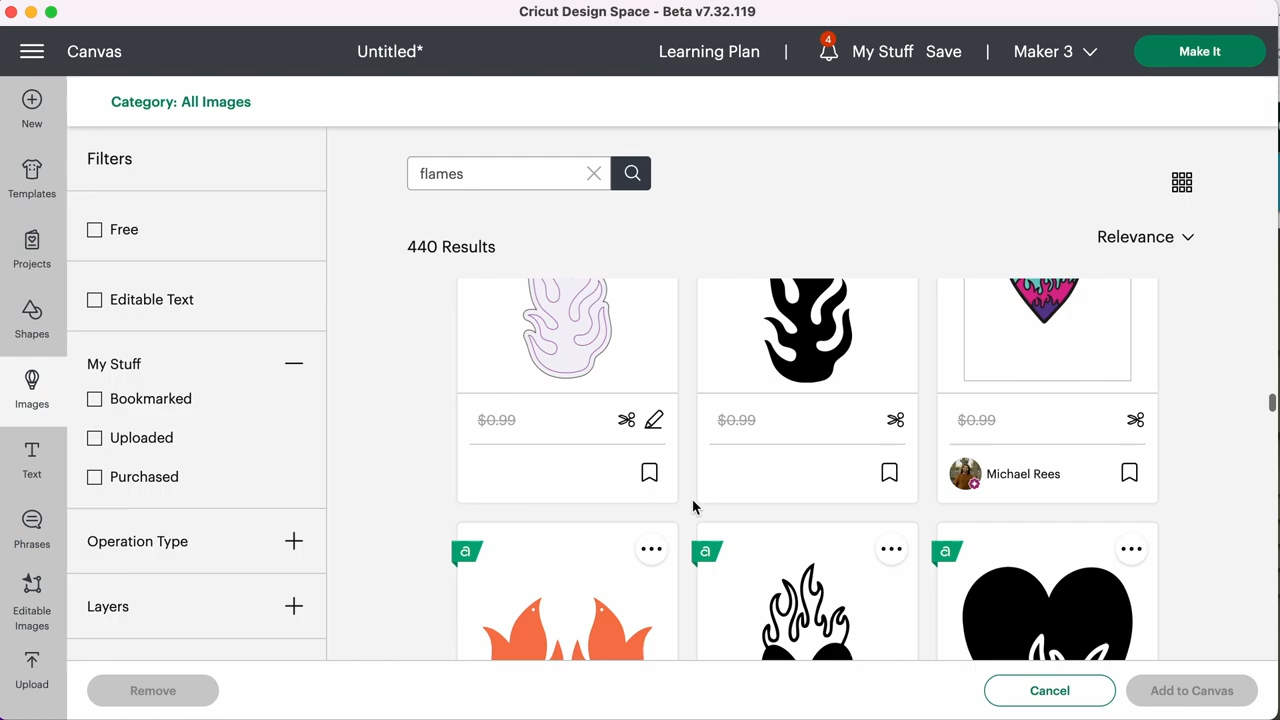 Cricut Design Space - Beta v7.32.119
Canvas
Untitled*
Learning Plan | 4 My Stuff Save | Maker 3 Make It
New
Templates
Projects
Shapes
Images
Text
Phrases
Editable
Images
Upload
Category: All Images
Filters
Free
Editable Text
My Stuff
Bookmarked
Uploaded
Purchased
Operation Type
Layers
flames
440 Results
Relevance
$0.99
$0.99
$0.99
Michael Rees
a
a
a
Remove
Cancel
Add to Canvas